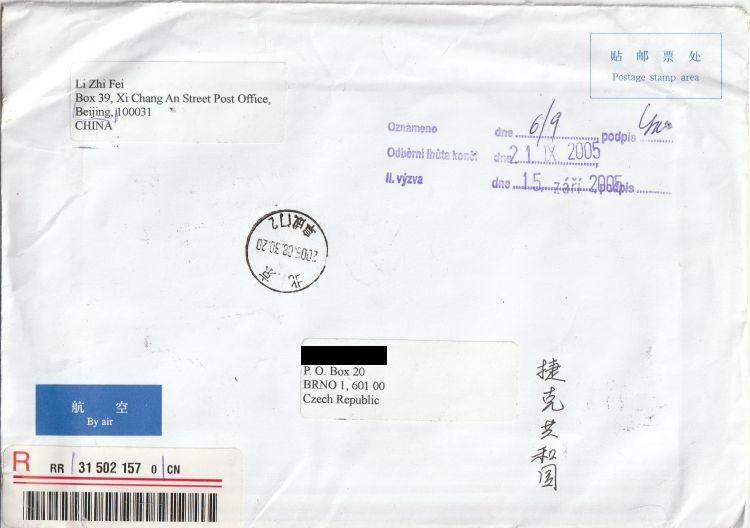 贴 邮 票 处
Postage stamp area
Li Zhi Fei
Box 39, Xi Chang An Street Post Office,
Beijing, 100031
CHINA
Oznameno dne 6/9 podpis
Odběrní lhůta končí dne 21. IX. 2005
II. výzva dne 15. září 2005 podpis
2005.08.30.20
北 京
P. O. Box 20
BRNO 1, 601 00
Czech Republic
捷克共和国
航 空
By air
R RR 31 502 157 0 CN